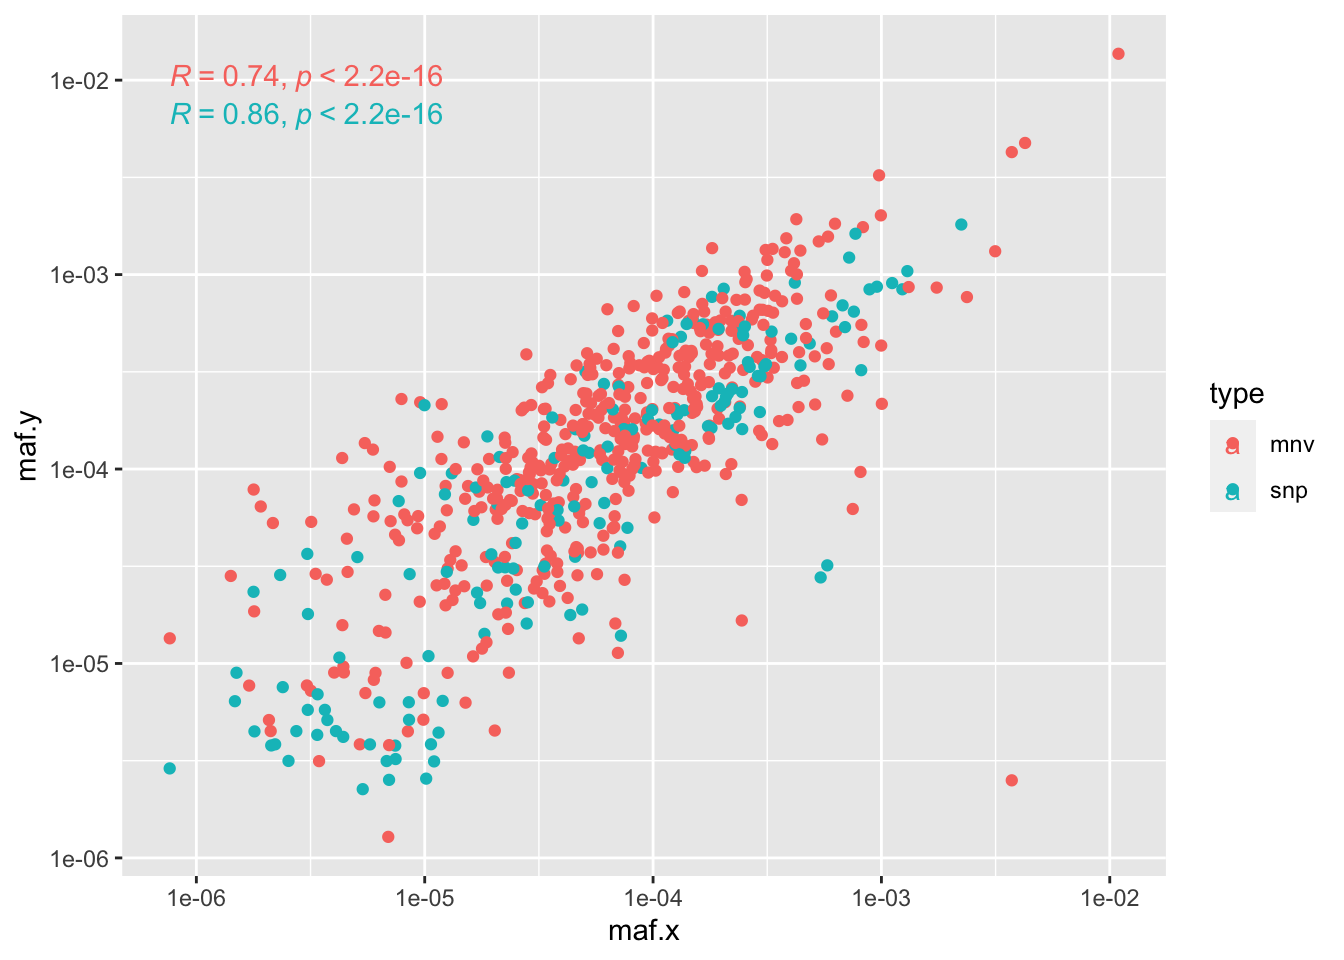 R = 0.74, p < 2.2e-16
R = 0.86, p < 2.2e-16
1e-02
1e-03
1e-04
1e-05
1e-06
maf.y
1e-06 1e-05 1e-04 1e-03 1e-02
maf.x
type
a mnv
a snp